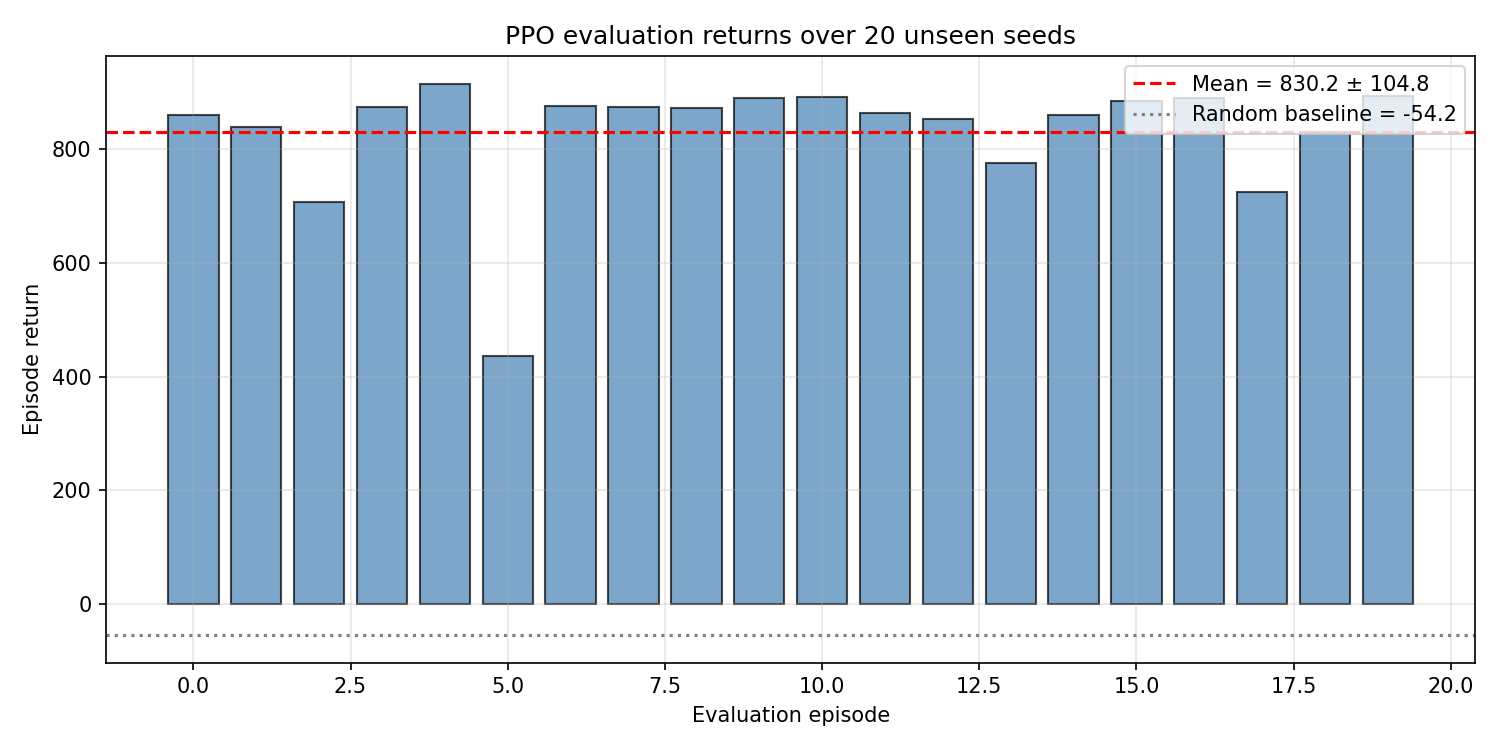 PPO evaluation returns over 20 unseen seeds
Mean = 830.2 ± 104.8
Random baseline = -54.2
Episode return
800
600
400
200
0
0.0 2.5 5.0 7.5 10.0 12.5 15.0 17.5 20.0
Evaluation episode